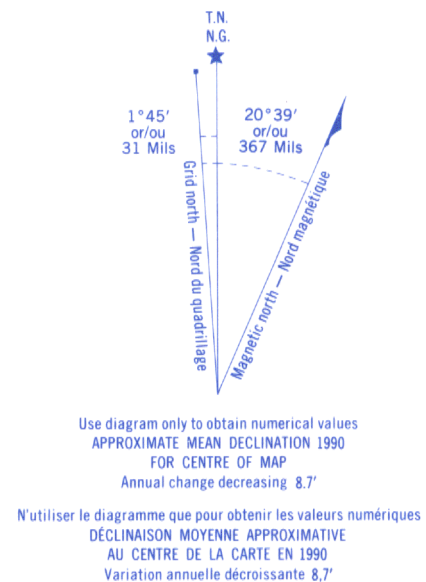 T.N.
N.G.
1°45′
or/ou
31 Mils
20°39′
or/ou
367 Mils
Grid north — Nord du quadrillage
Magnetic north — Nord magnétique
Use diagram only to obtain numerical values
APPROXIMATE MEAN DECLINATION 1990
FOR CENTRE OF MAP
Annual change decreasing 8.7′
N'utiliser le diagramme que pour obtenir les valeurs numériques
DÉCLINAISON MOYENNE APPROXIMATIVE
AU CENTRE DE LA CARTE EN 1990
Variation annuelle décroissante 8,7′